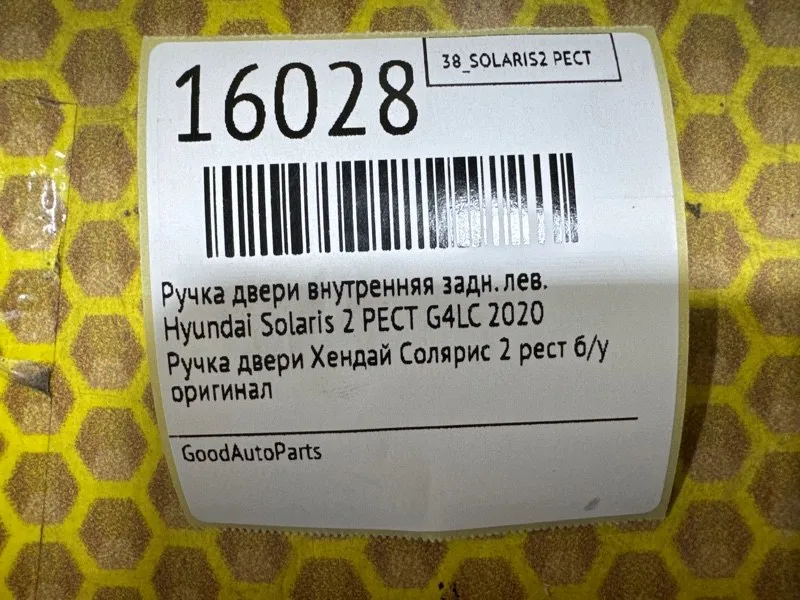 38_SOLARIS2 РЕСТ
16028
Ручка двери внутренняя задн. лев.
Hyundai Solaris 2 РЕСТ G4LC 2020
Ручка двери Хендай Солярис 2 рест б/у
оригинал
GoodAutoParts